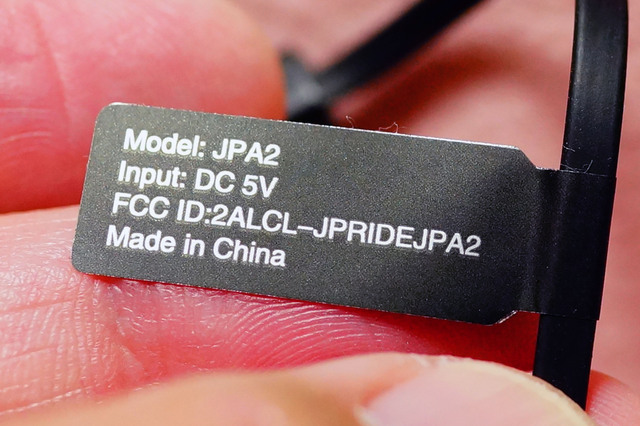 Model: JPA2
Input: DC 5V
FCC ID:2ALCL–JPRIDEJPA2
Made in China